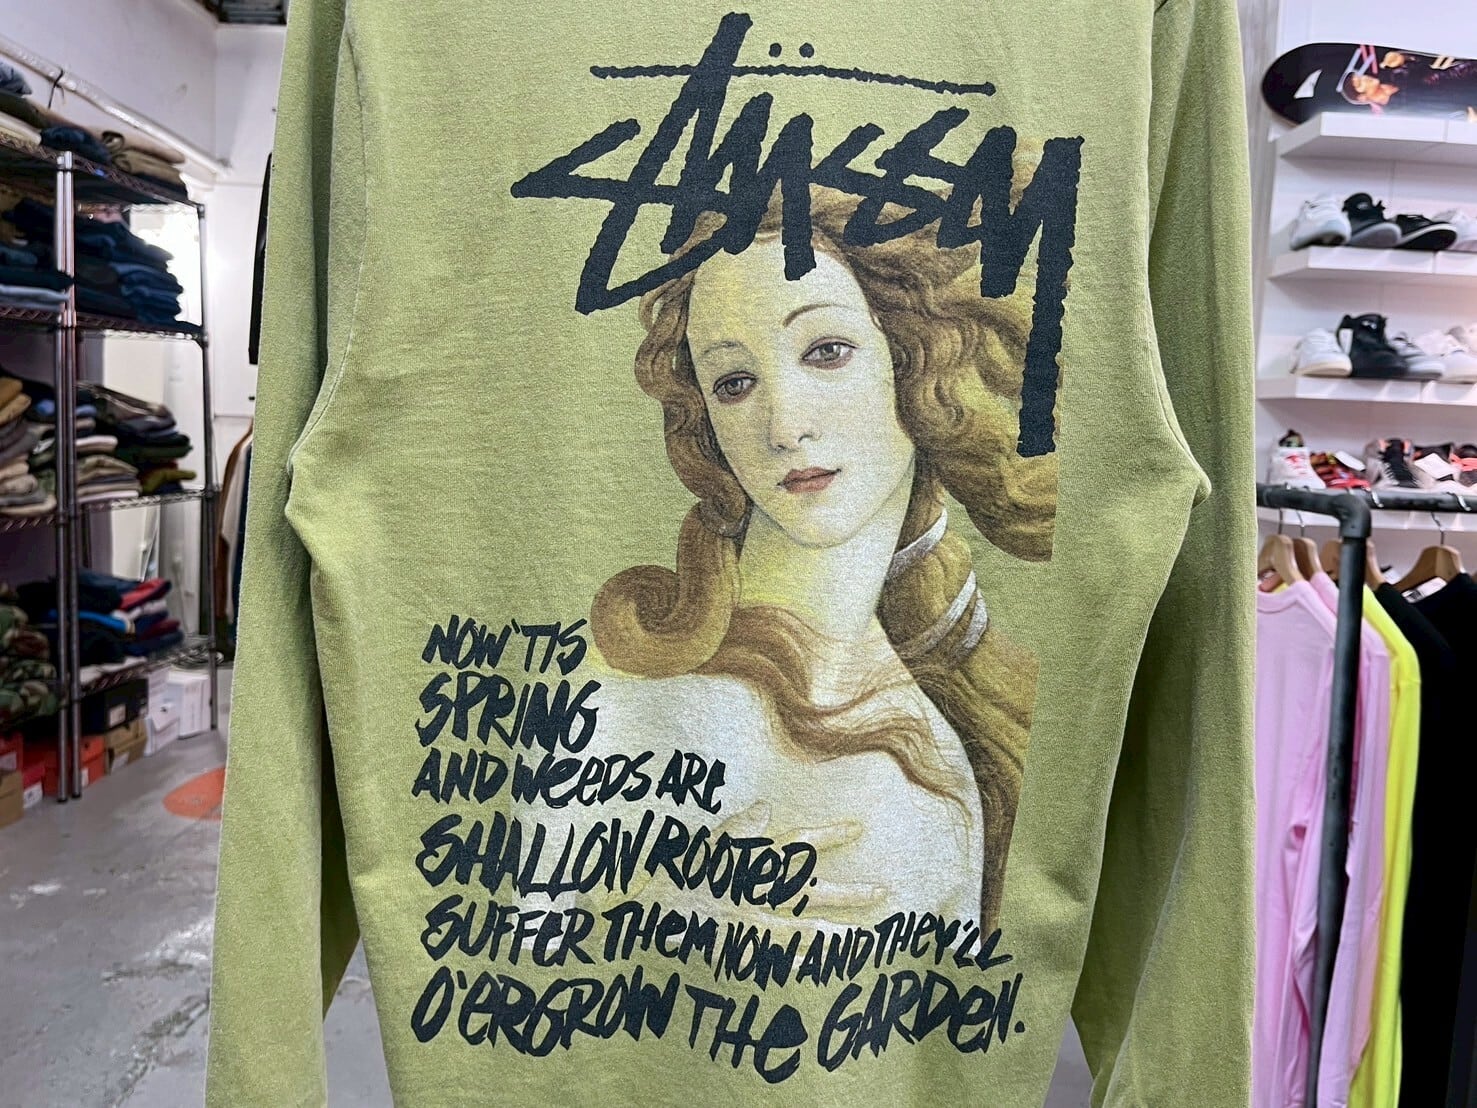 Stüssy
NOW 'TIS
SPRING
AND WeeDS ARe
SHALLOW ROOTeD;
SUFFER THeM NOW AND THeY'LL
O'ERGROW THe GARDeN.